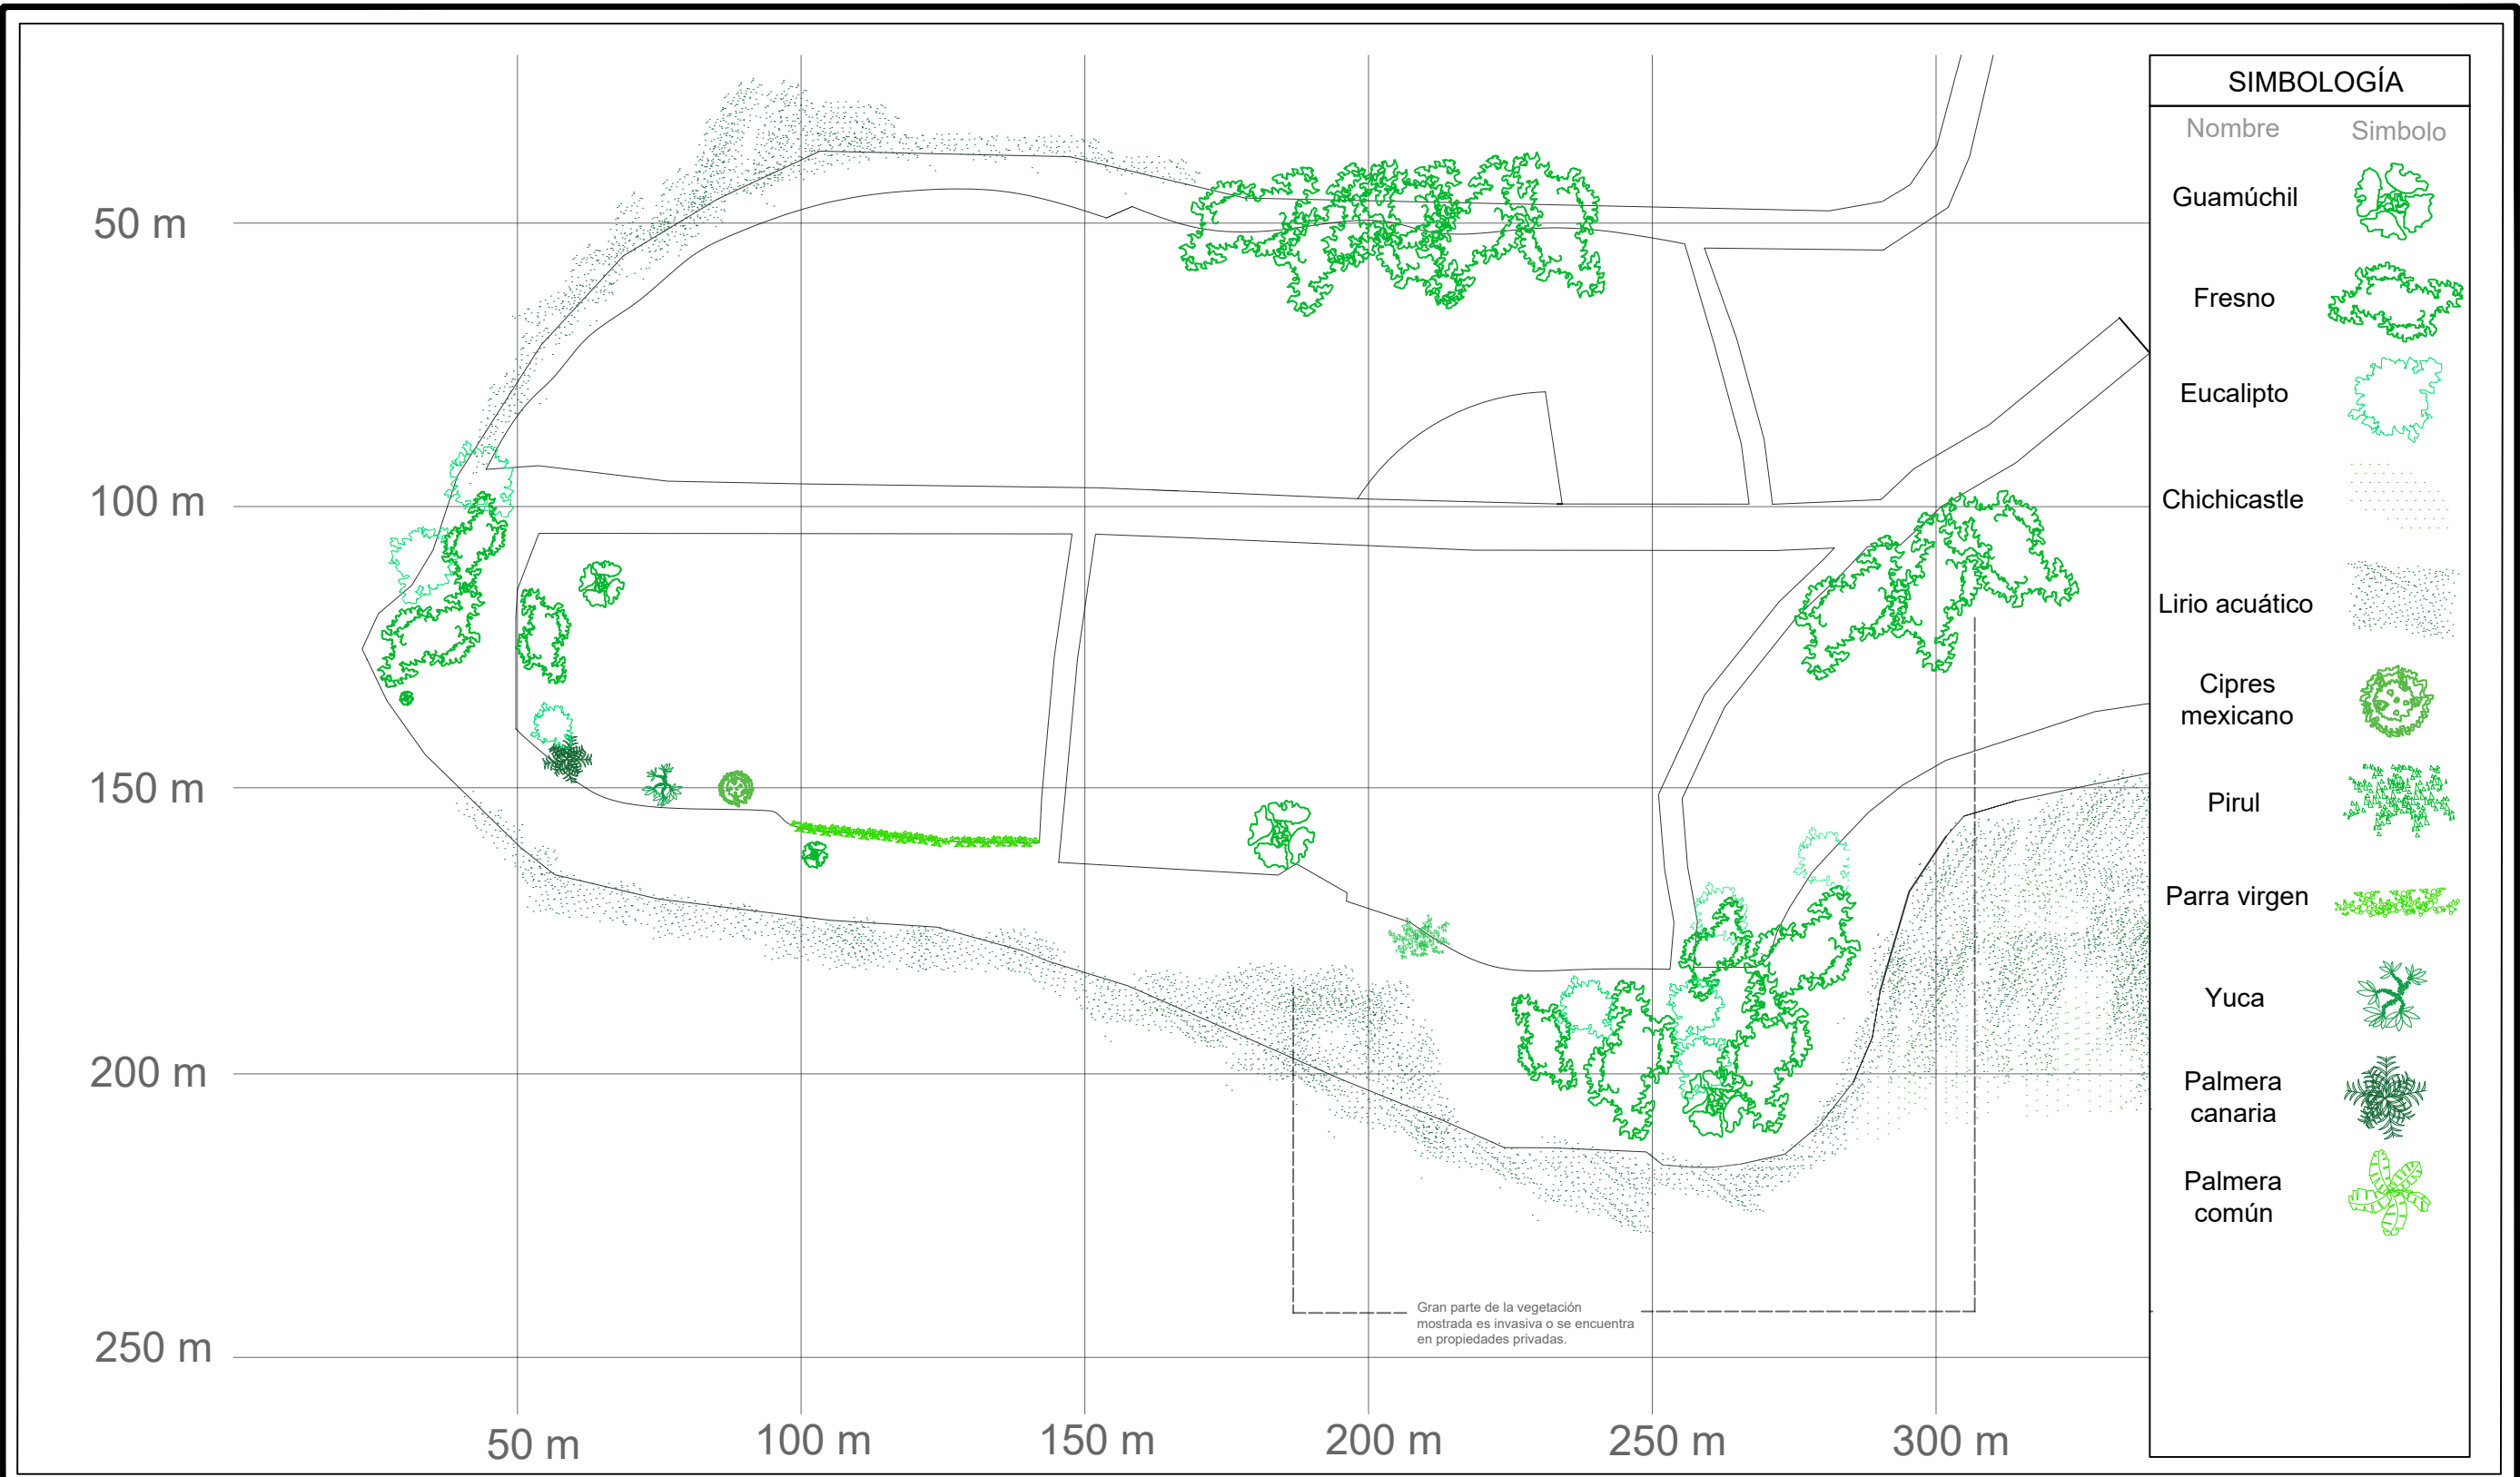 SIMBOLOGÍA
Nombre Simbolo
Guamúchil
Fresno
Eucalipto
Chichicastle
Lirio acuático
Cipres
mexicano
Pirul
Parra virgen
Yuca
Palmera
canaria
Palmera
común
50 m
100 m
150 m
200 m
250 m
Gran parte de la vegetación
mostrada es invasiva o se encuentra
en propiedades privadas.
50 m
100 m
150 m
200 m
250 m
300 m